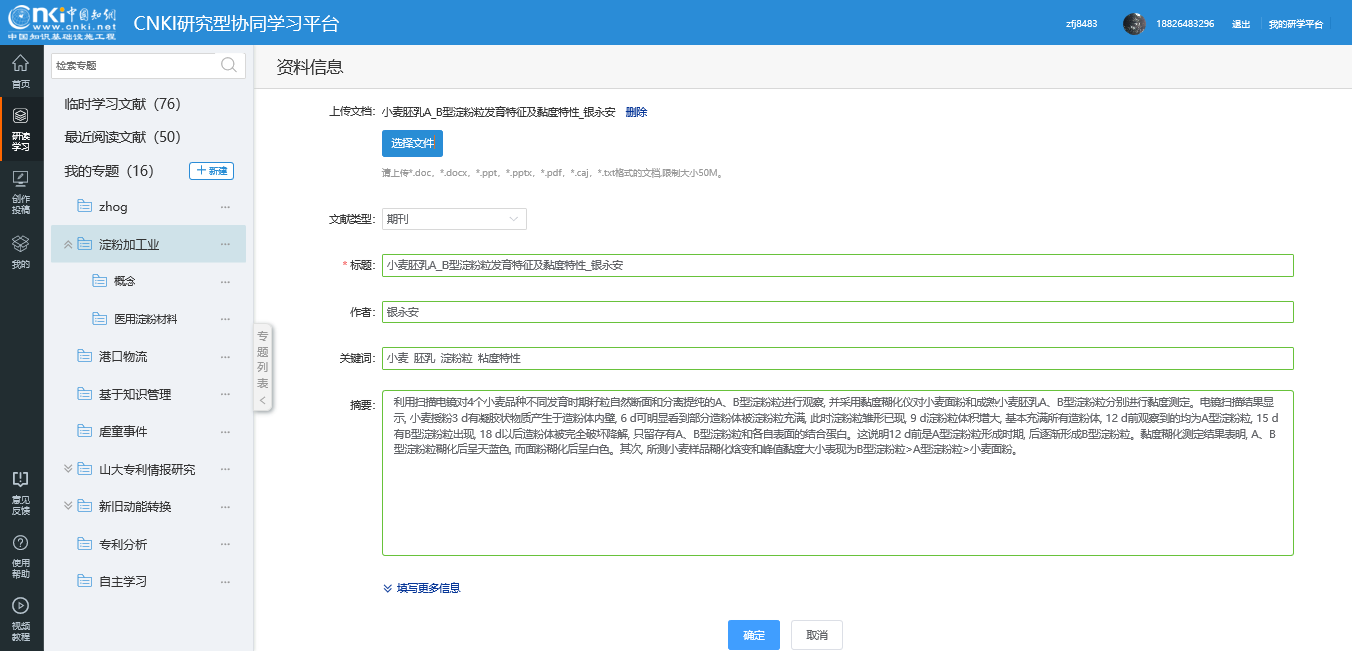 Cnki中国知网
www.cnki.net
中国知识基础设施工程
CNKI研究型协同学习平台
zfj8483
18826483296
退出
我的研学平台
首页
研读
学习
创作
投稿
我的
意见
反馈
使用
帮助
视频
教程
检索专题
临时学习文献（76）
最近阅读文献（50）
我的专题（16）
新建
zhog
淀粉加工业
概念
医用淀粉材料
港口物流
基于知识管理
虐童事件
山大专利情报研究
新旧动能转换
专利分析
自主学习
专
题
列
表
资料信息
上传文档: 小麦胚乳A_B型淀粉粒发育特征及黏度特性_银永安 删除
选择文件
请上传*.doc，*.docx，*.ppt，*.pptx，*.pdf，*.caj，*.txt格式的文档,限制大小50M。
文献类型: 期刊
*标题: 小麦胚乳A_B型淀粉粒发育特征及黏度特性_银永安
作者: 银永安
关键词: 小麦 胚乳 淀粉粒 粘度特性
摘要: 利用扫描电镜对4个小麦品种不同发育时期籽粒自然断面和分离提纯的A、B型淀粉粒进行观察, 并采用黏度糊化仪对小麦面粉和成熟小麦胚乳A、B型淀粉粒分别进行黏度测定。电镜扫描结果显
示, 小麦授粉3 d有凝胶状物质产生于造粉体内壁, 6 d可明显看到部分造粉体被淀粉粒充满, 此时淀粉粒雏形已现, 9 d淀粉粒体积增大, 基本充满所有造粉体, 12 d前观察到的均为A型淀粉粒, 15 d
有B型淀粉粒出现, 18 d以后造粉体被完全破坏降解, 只留存有A、B型淀粉粒和各自表面的结合蛋白。这说明12 d前是A型淀粉粒形成时期, 后逐渐形成B型淀粉粒。黏度糊化测定结果表明, A、B
型淀粉粒糊化后呈天蓝色, 而面粉糊化后呈白色。其次, 所测小麦样品糊化焓变和峰值黏度大小表现为B型淀粉粒>A型淀粉粒>小麦面粉。
填写更多信息
确定
取消